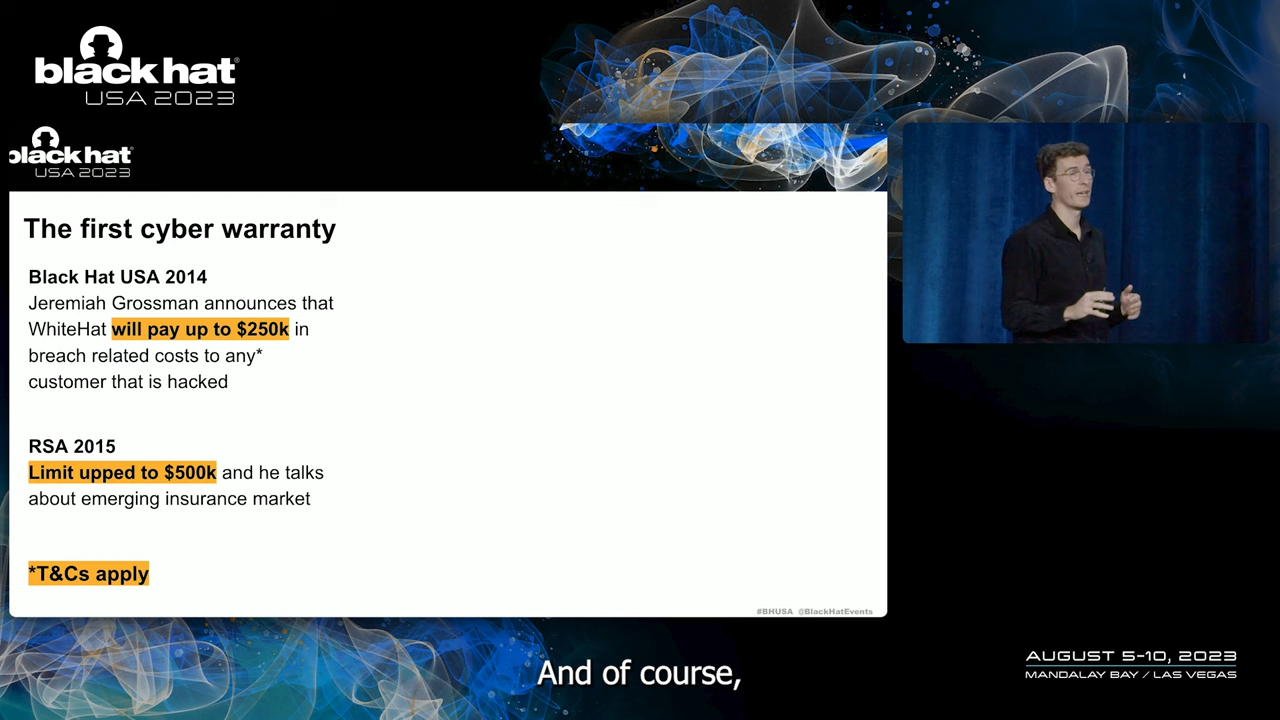 black hat®
USA 2023
black hat®
USA 2023
The first cyber warranty
Black Hat USA 2014
Jeremiah Grossman announces that
WhiteHat will pay up to $250k in
breach related costs to any*
customer that is hacked
RSA 2015
Limit upped to $500k and he talks
about emerging insurance market
*T&Cs apply
#BHUSA @BlackHatEvents
And of course,
AUGUST 5-10, 2023
MANDALAY BAY / LAS VEGAS